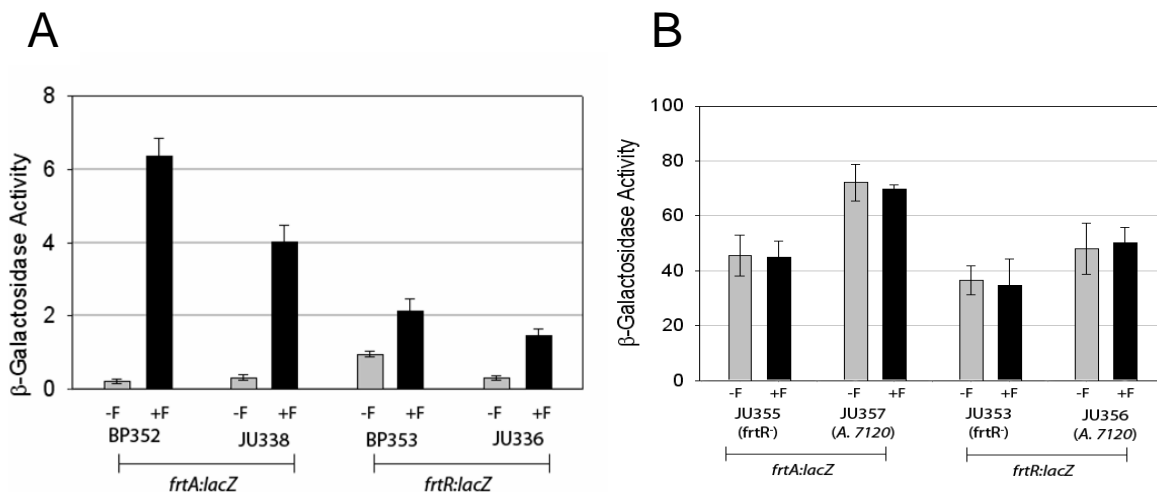 A
β-Galactosidase Activity
8
6
4
2
0
-F +F -F +F -F +F -F +F
BP352 JU338 BP353 JU336
frtA:lacZ frtR:lacZ
B
β-Galactosidase Activity
100
80
60
40
20
0
-F +F -F +F -F +F -F +F
JU355 JU357 JU353 JU356
(frtR-) (A. 7120) (frtR-) (A. 7120)
frtA:lacZ frtR:lacZ